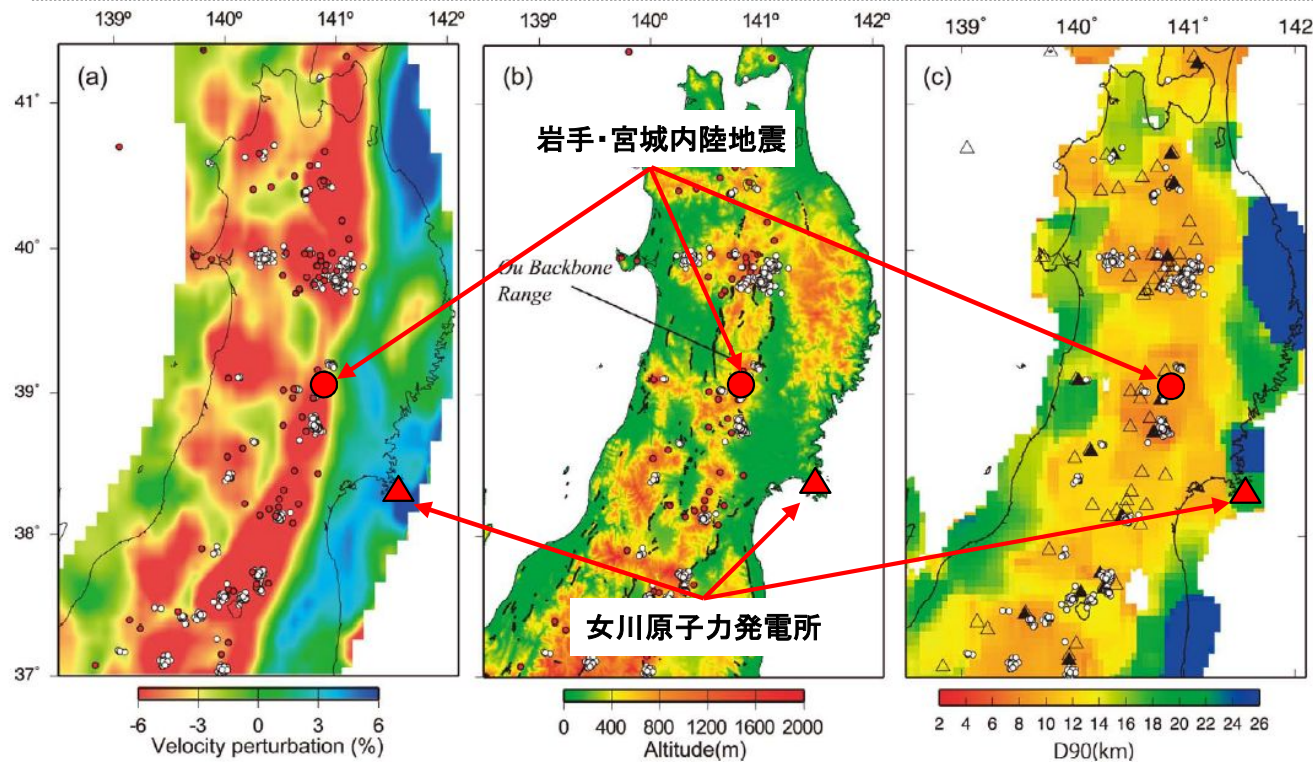 139° 140° 141° 142°
139° 140° 141° 142°
139° 140° 141° 142
41°
40°
39°
38°
37°
(a)
(b)
(c)
岩手・宮城内陸地震
Ou Backbone
Range
女川原子力発電所
-6 -3 0 3 6
Velocity perturbation (%)
0 400 800 1200 1600 2000
Altitude(m)
2 4 6 8 10 12 14 16 18 20 22 24 26
D90(km)